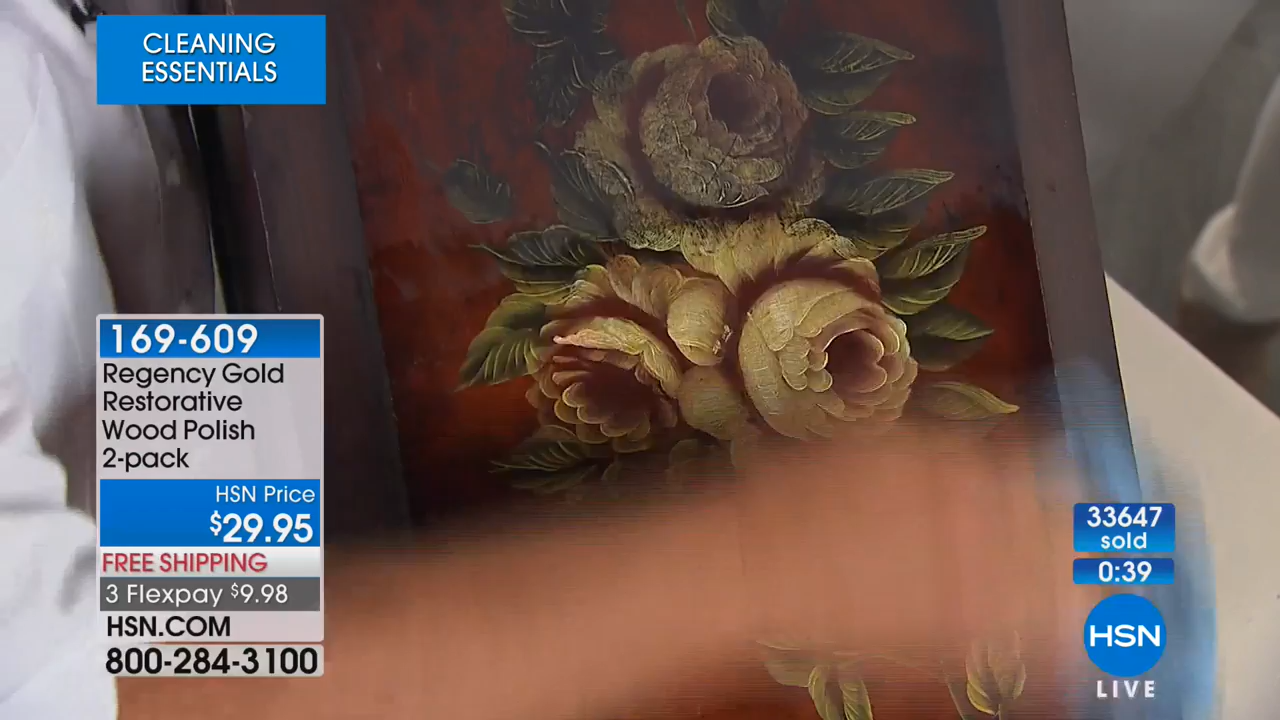 CLEANING
ESSENTIALS
169-609
Regency Gold
Restorative
Wood Polish
2-pack
HSN Price
$29.95
FREE SHIPPING
3 Flexpay $9.98
HSN.COM
800-284-3100
33647
sold
0:39
HSN
LIVE